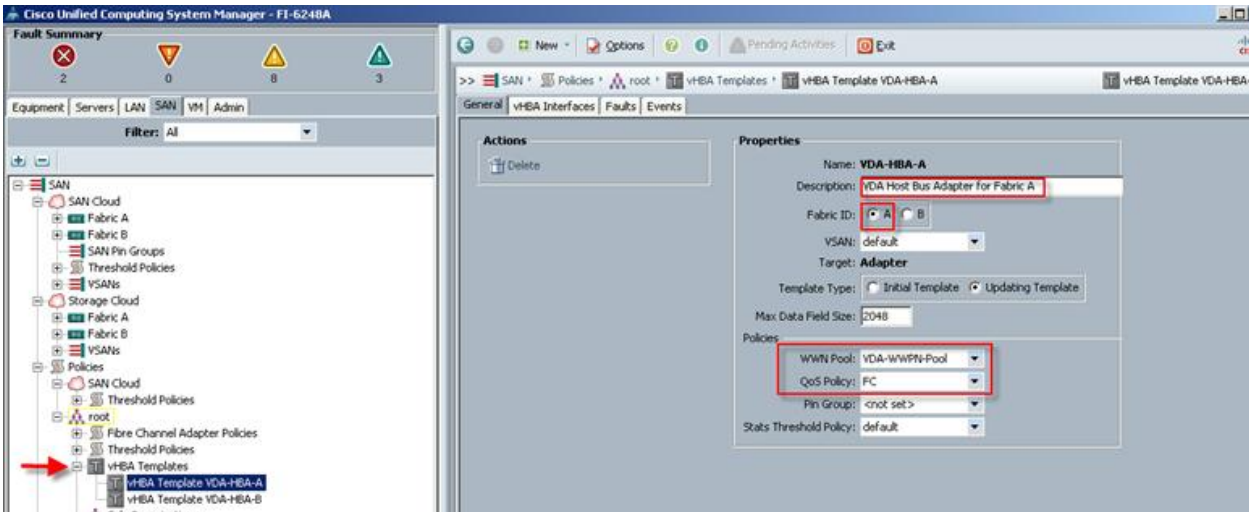 Cisco Unified Computing System Manager - FI-6248A
Fault Summary
2 0 8 3
Equipment Servers LAN SAN VM Admin
Filter: All
SAN
SAN Cloud
Fabric A
Fabric B
SAN Pin Groups
Threshold Policies
VSANs
Storage Cloud
Fabric A
Fabric B
VSANs
Policies
SAN Cloud
Threshold Policies
root
Fibre Channel Adapter Policies
Threshold Policies
vHBA Templates
vHBA Template VDA-HBA-A
vHBA Template VDA-HBA-B
New Options Pending Activities Exit
>> SAN Policies root vHBA Templates vHBA Template VDA-HBA-A vHBA Template VDA-HBA-
General vHBA Interfaces Faults Events
Actions
Delete
Properties
Name: VDA-HBA-A
Description: VDA Host Bus Adapter for Fabric A
Fabric ID: A B
VSAN: default
Target: Adapter
Template Type: Initial Template Updating Template
Max Data Field Size: 2048
Policies
WWN Pool: VDA-WWPN-Pool
QoS Policy: FC
Pin Group: <not set>
Stats Threshold Policy: default